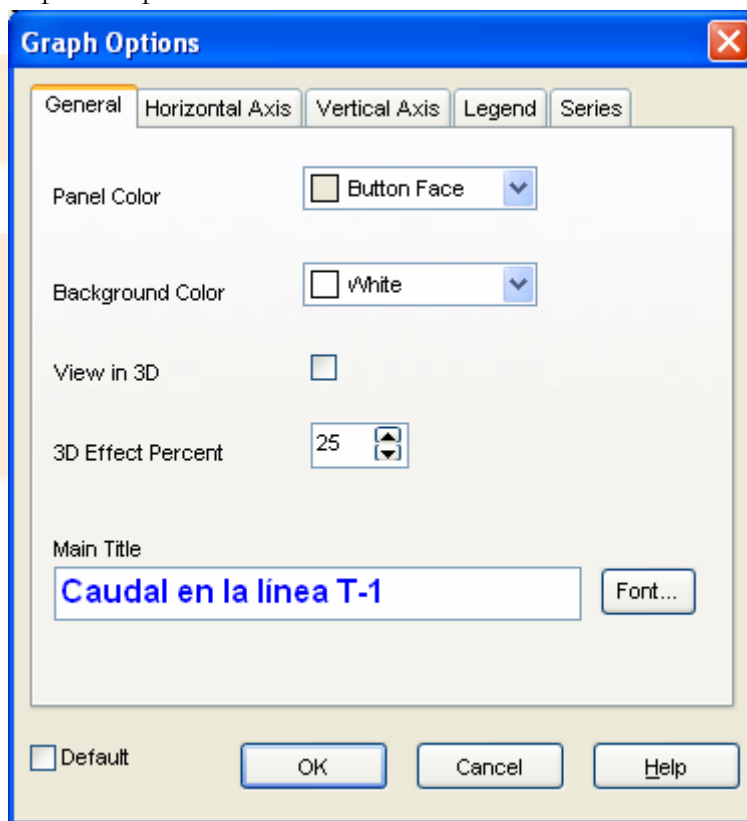 Graph Options
General Horizontal Axis Vertical Axis Legend Series
Panel Color Button Face
Background Color White
View in 3D
3D Effect Percent 25
Main Title
Caudal en la línea T-1 Font...
Default OK Cancel Help